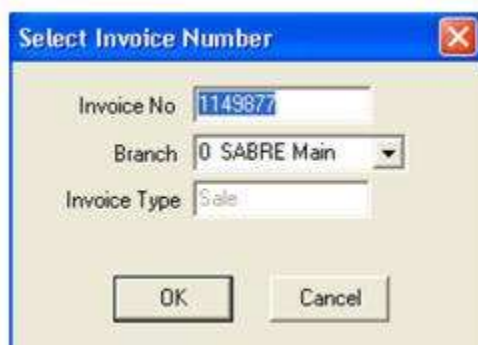 Select Invoice Number
Invoice No 1149877
Branch 0 SABRE Main
Invoice Type Sale
OK Cancel